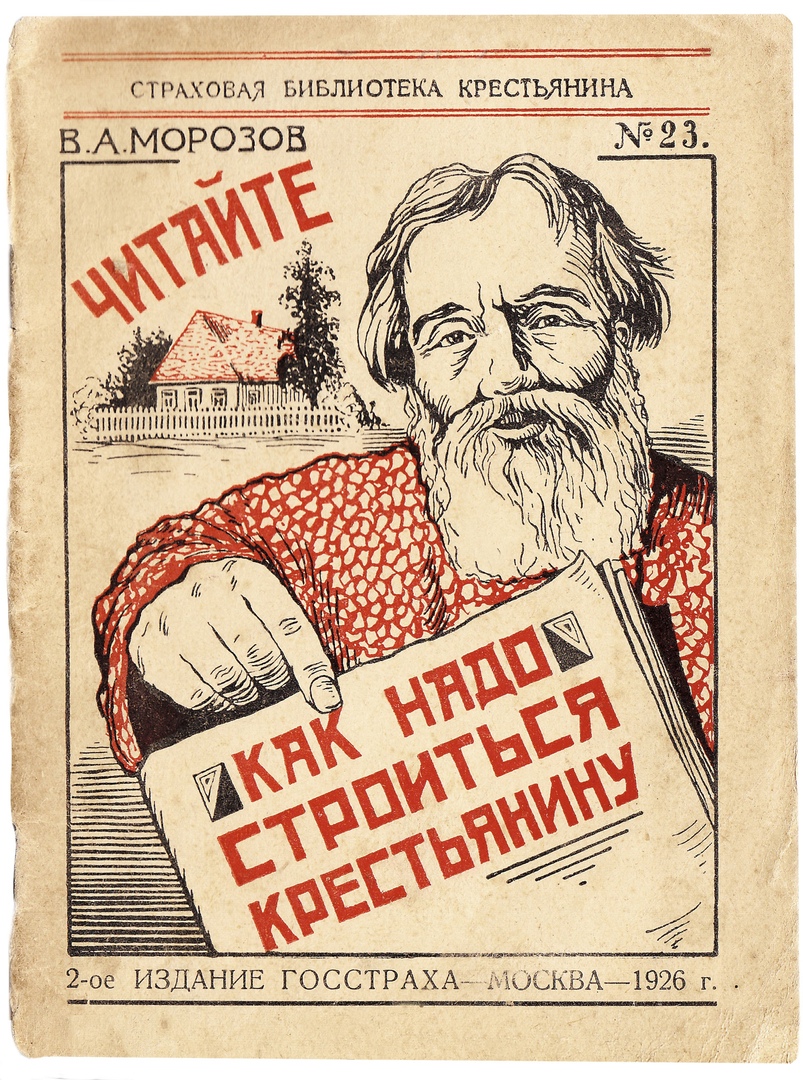 СТРАХОВАЯ БИБЛИОТЕКА КРЕСТЬЯНИНА
В.А.МОРОЗОВ
№23.
ЧИТАЙТЕ
КАК НАДО
СТРОИТЬСЯ
КРЕСТЬЯНИНУ
2-ое ИЗДАНИЕ ГОССТРАХА—МОСКВА—1926 г.